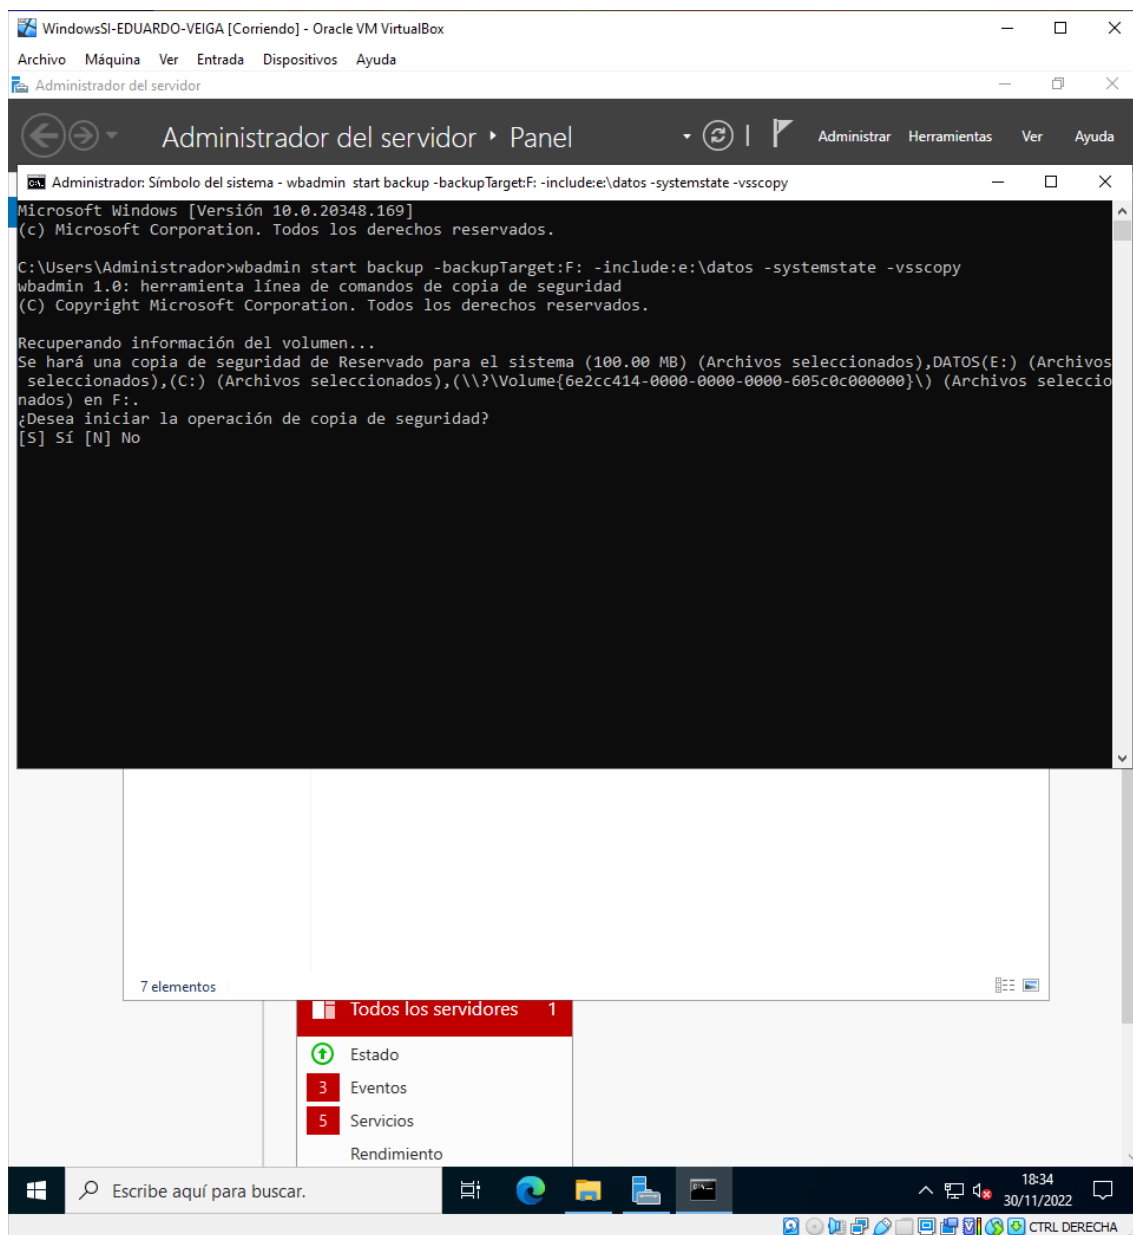 WindowsSI-EDUARDO-VEIGA [Corriendo] - Oracle VM VirtualBox
Archivo Máquina Ver Entrada Dispositivos Ayuda
Administrador del servidor
Administrador del servidor ‣ Panel
Administrar Herramientas Ver Ayuda
Administrador: Símbolo del sistema - wbadmin start backup -backupTarget:F: -include:e:\datos -systemstate -vsscopy
Microsoft Windows [Versión 10.0.20348.169]
(c) Microsoft Corporation. Todos los derechos reservados.
C:\Users\Administrador>wbadmin start backup -backupTarget:F: -include:e:\datos -systemstate -vsscopy
wbadmin 1.0: herramienta línea de comandos de copia de seguridad
(C) Copyright Microsoft Corporation. Todos los derechos reservados.
Recuperando información del volumen...
Se hará una copia de seguridad de Reservado para el sistema (100.00 MB) (Archivos seleccionados),DATOS(E:) (Archivos
seleccionados),(C:) (Archivos seleccionados),(\\?\Volume{6e2cc414-0000-0000-0000-605c0c000000}\) (Archivos seleccio
nados) en F:.
¿Desea iniciar la operación de copia de seguridad?
[S] Sí [N] No
7 elementos
Todos los servidores 1
Estado
3 Eventos
5 Servicios
Rendimiento
Escribe aquí para buscar.
18:34
30/11/2022
CTRL DERECHA